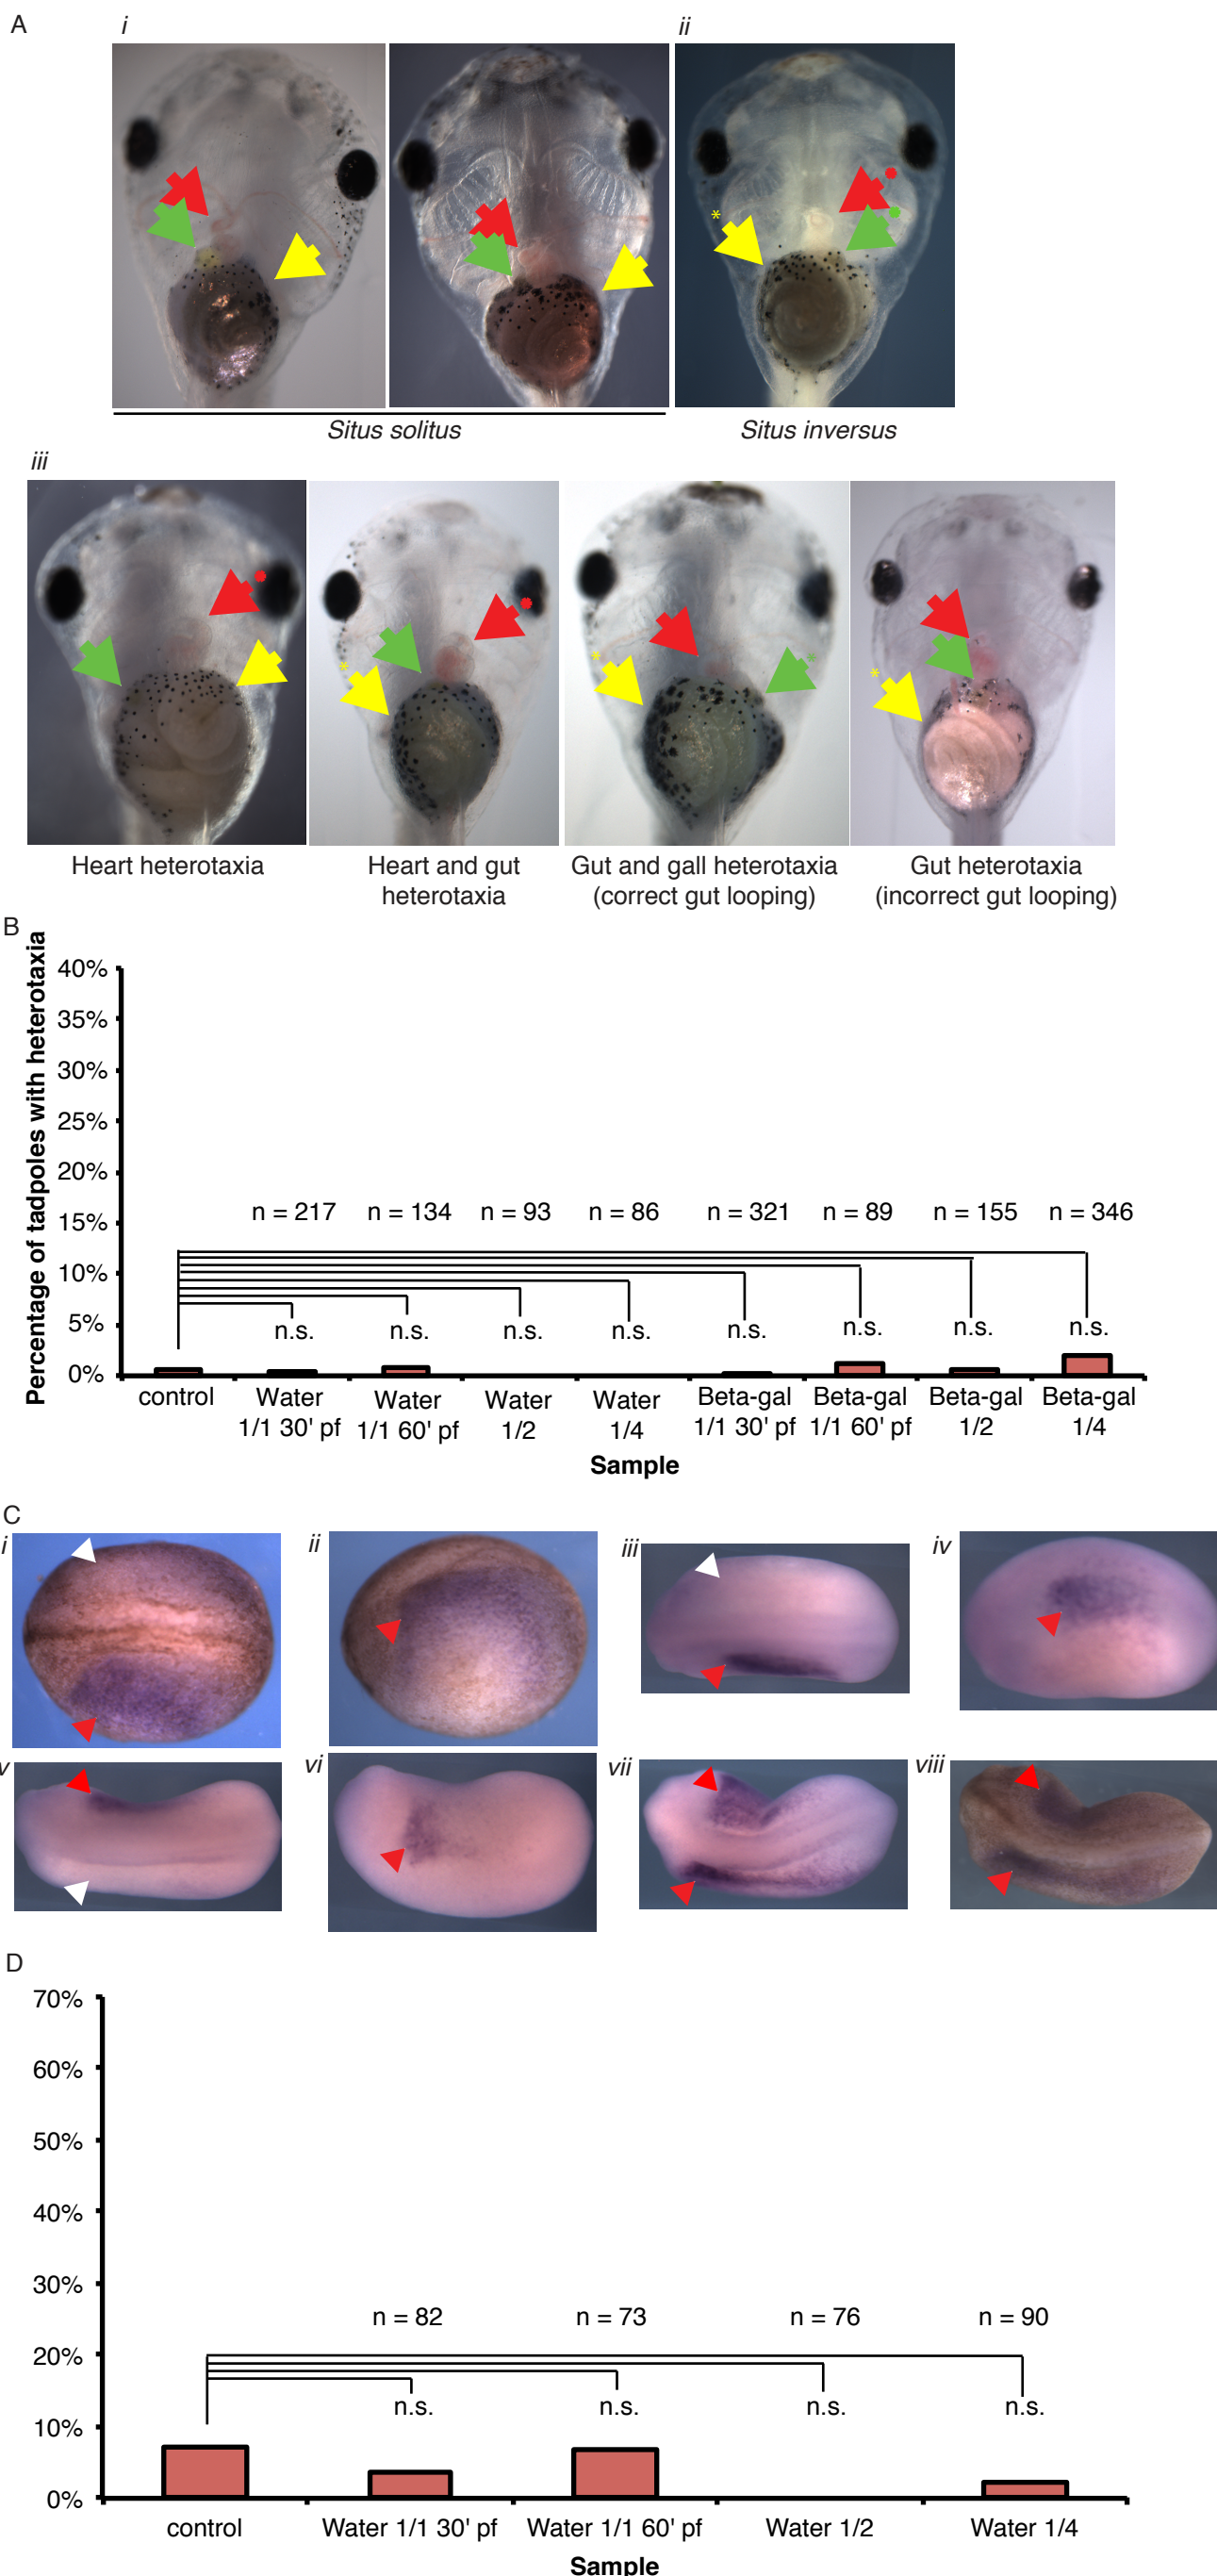 A
i
ii
Situs solitus
Situs inversus
iii
Heart heterotaxia
Heart and gut
heterotaxia
Gut and gall heterotaxia
(correct gut looping)
Gut heterotaxia
(incorrect gut looping)
B
Percentage of tadpoles with heterotaxia
40%
35%
30%
25%
20%
15%
10%
5%
0%
n = 217 n = 134 n = 93 n = 86 n = 321 n = 89 n = 155 n = 346
n.s. n.s. n.s. n.s. n.s. n.s. n.s. n.s.
control
Water
1/1 30' pf
Water
1/1 60' pf
Water
1/2
Water
1/4
Beta-gal
1/1 30' pf
Beta-gal
1/1 60' pf
Beta-gal
1/2
Beta-gal
1/4
Sample
C
i
ii
iii
iv
v
vi
vii
viii
D
70%
60%
50%
40%
30%
20%
10%
0%
n = 82 n = 73 n = 76 n = 90
n.s. n.s. n.s. n.s.
control Water 1/1 30' pf Water 1/1 60' pf Water 1/2 Water 1/4
Sample